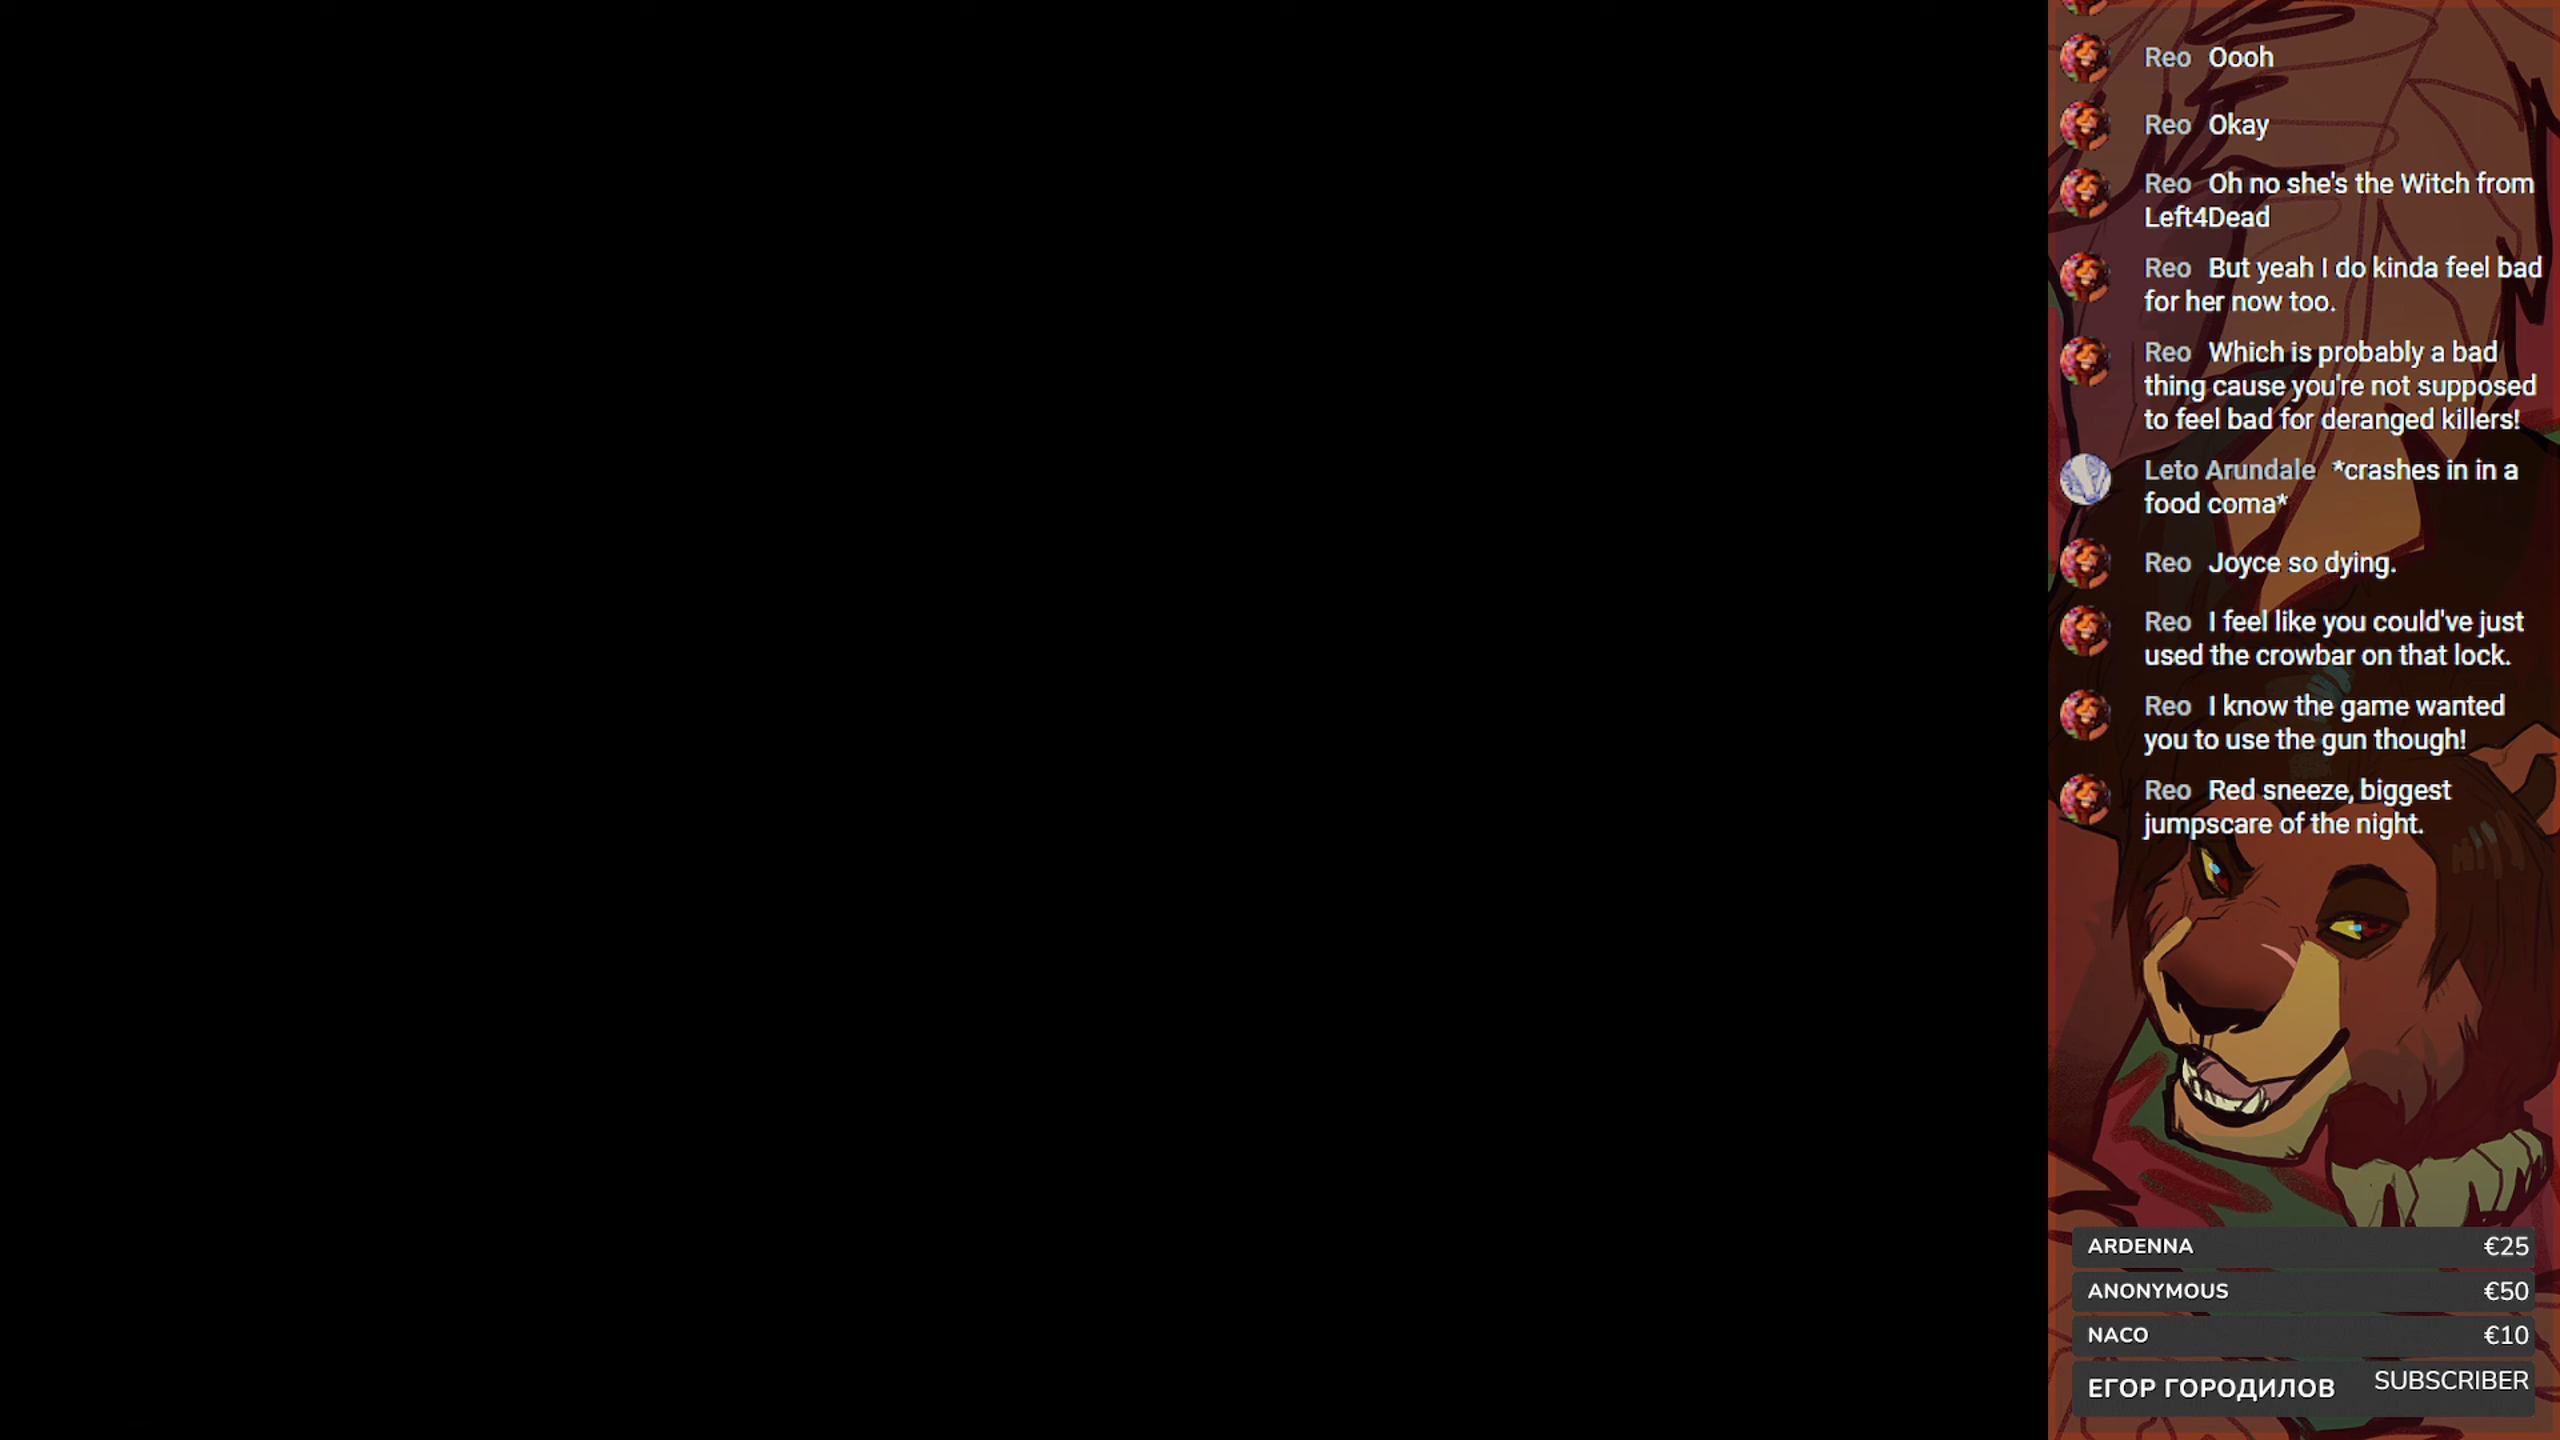 Reo Oooh
Reo Okay
Reo Oh no she's the Witch from
Left4Dead
Reo But yeah I do kinda feel bad
for her now too.
Reo Which is probably a bad
thing cause you're not supposed
to feel bad for deranged killers!
Leto Arundale *crashes in in a
food coma*
Reo Joyce so dying.
Reo I feel like you could've just
used the crowbar on that lock.
Reo I know the game wanted
you to use the gun though!
Reo Red sneeze, biggest
jumpscare of the night.
ARDENNA €25
ANONYMOUS €50
NACO €10
ЕГОР ГОРОДИЛОВ SUBSCRIBER